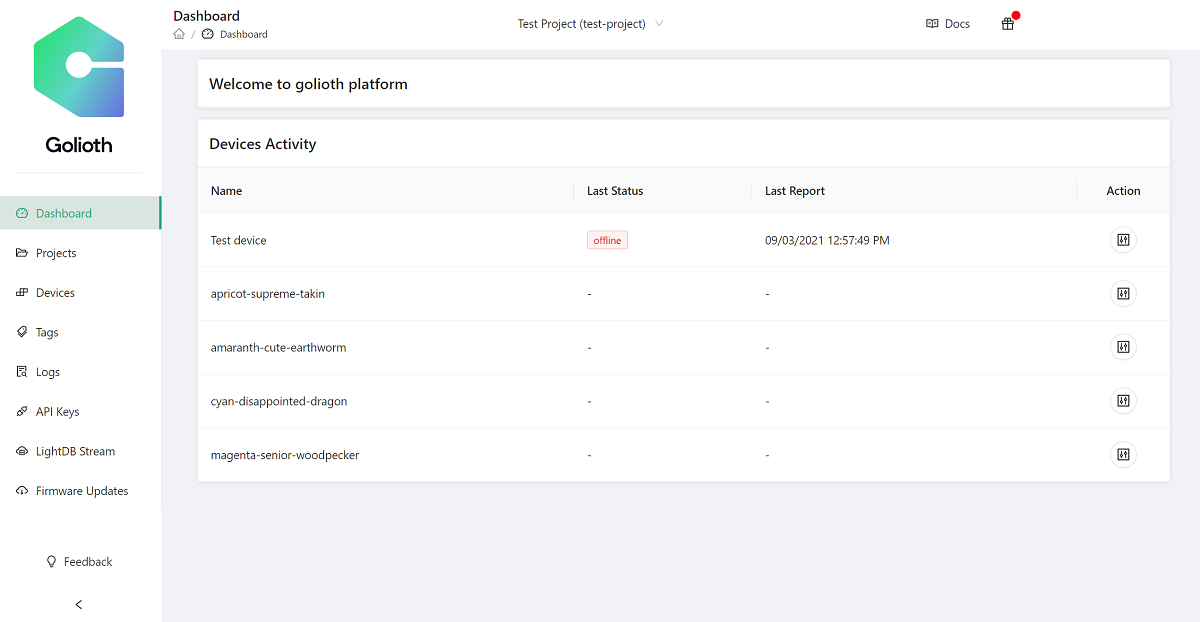 Golioth
Dashboard
Projects
Devices
Tags
Logs
API Keys
LightDB Stream
Firmware Updates
Feedback
Dashboard
/ Dashboard
Test Project (test-project)
Docs
Welcome to golioth platform
Devices Activity
Name Last Status Last Report Action
Test device offline 09/03/2021 12:57:49 PM
apricot-supreme-takin - -
amaranth-cute-earthworm - -
cyan-disappointed-dragon - -
magenta-senior-woodpecker - -